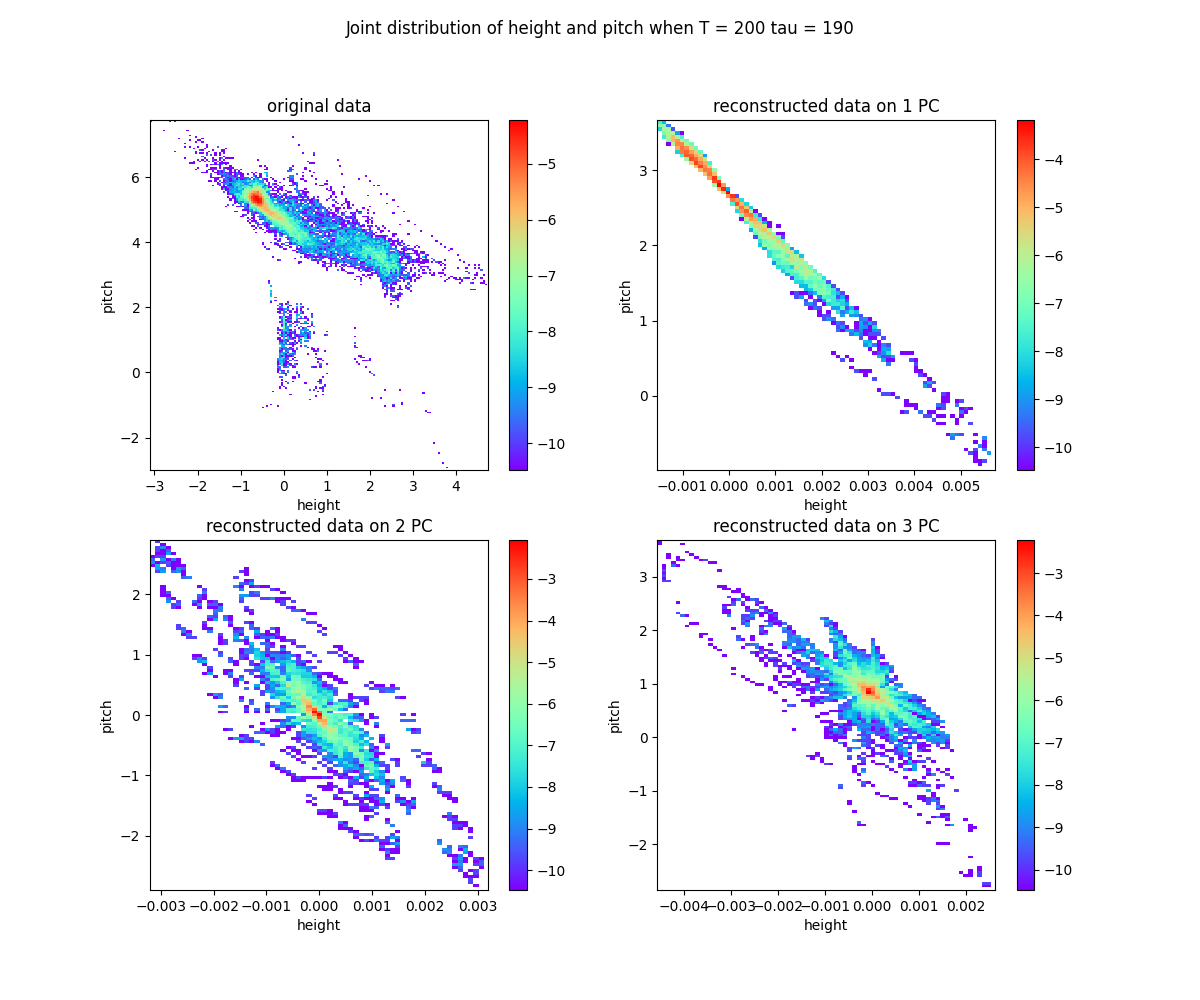 Joint distribution of height and pitch when T = 200 tau = 190
original data
pitch
6
4
2
0
−2
−3 −2 −1 0 1 2 3 4
height
−5
−6
−7
−8
−9
−10
reconstructed data on 1 PC
pitch
3
2
1
0
−0.001 0.000 0.001 0.002 0.003 0.004 0.005
height
−4
−5
−6
−7
−8
−9
−10
reconstructed data on 2 PC
pitch
2
1
0
−1
−2
−0.003 −0.002 −0.001 0.000 0.001 0.002 0.003
height
−3
−4
−5
−6
−7
−8
−9
−10
reconstructed data on 3 PC
pitch
3
2
1
0
−1
−2
−0.004 −0.003 −0.002 −0.001 0.000 0.001 0.002
height
−3
−4
−5
−6
−7
−8
−9
−10